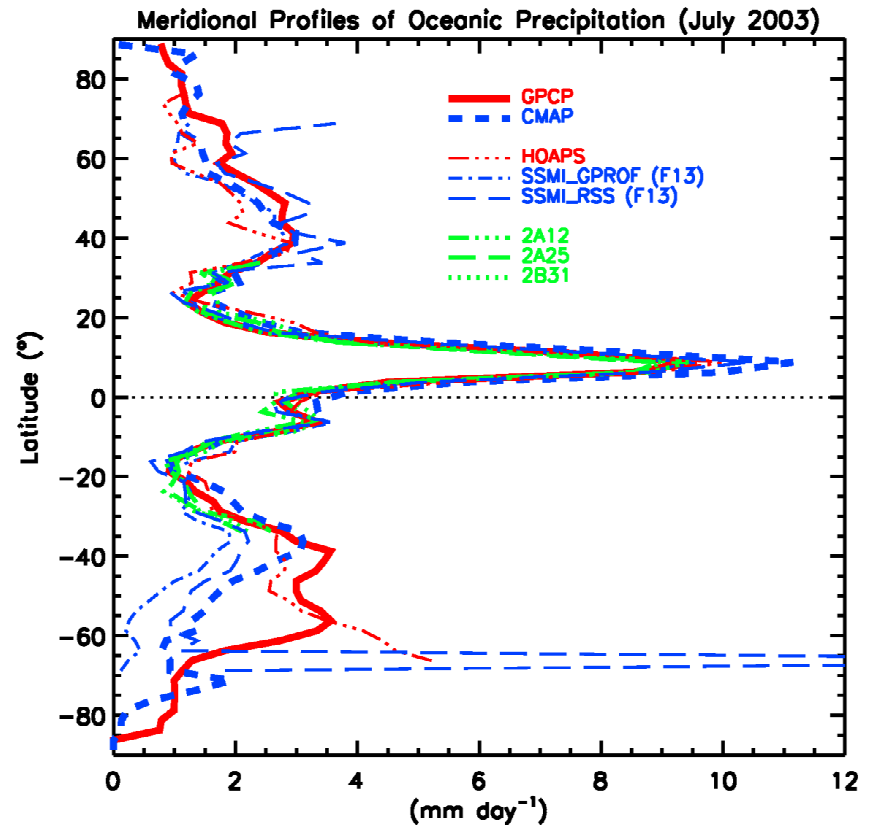 Meridional Profiles of Oceanic Precipitation (July 2003)
GPCP
CMAP
HOAPS
SSMI_GPROF (F13)
SSMI_RSS (F13)
2A12
2A25
2B31
Latitude (°)
80
60
40
20
0
-20
-40
-60
-80
0 2 4 6 8 10 12
(mm day⁻¹)